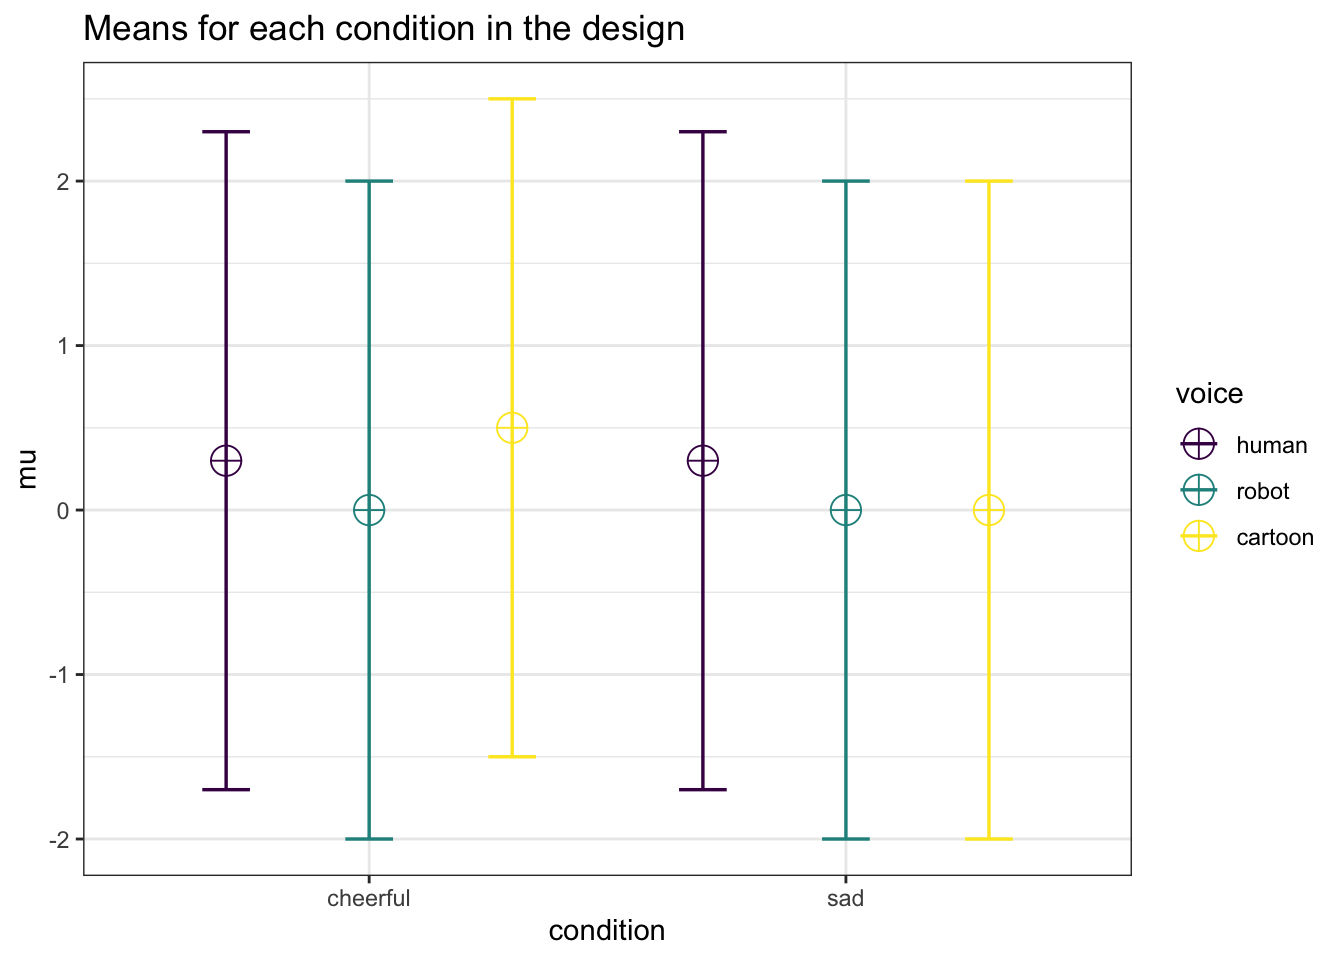 Means for each condition in the design
mu
2
1
0
-1
-2
cheerful
sad
condition
voice
human
robot
cartoon